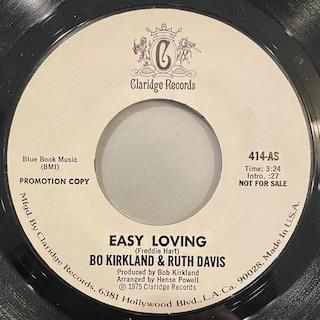 C
Claridge Records
Blue Book Music
(BMI)
PROMOTION COPY
414-AS
Time: 3:24
Intro.: :27
NOT FOR SALE
EASY LOVING
(Freddie Hart)
BO KIRKLAND & RUTH DAVIS
Produced by Bob Kirkland
Arranged by Hense Powell
Ⓟ 1975 Claridge Records
Mfgd. By Claridge Records, 6381 Hollywood Blvd., L.A. Ca. 90028, Made In U.S.A.